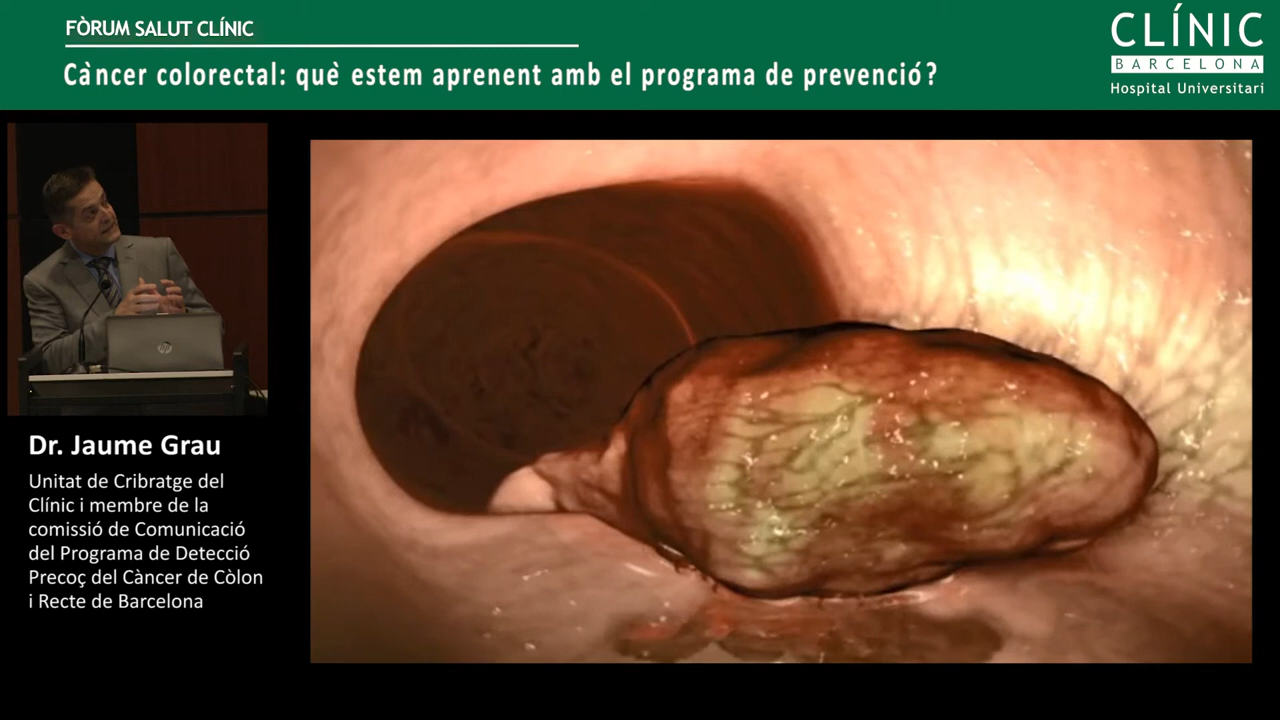 FÒRUM SALUT CLÍNIC
Càncer colorectal: què estem aprenent amb el programa de prevenció?
CLÍNIC
BARCELONA
Hospital Universitari
Dr. Jaume Grau
Unitat de Cribratge del
Clínic i membre de la
comissió de Comunicació
del Programa de Detecció
Precoç del Càncer de Còlon
i Recte de Barcelona
hp